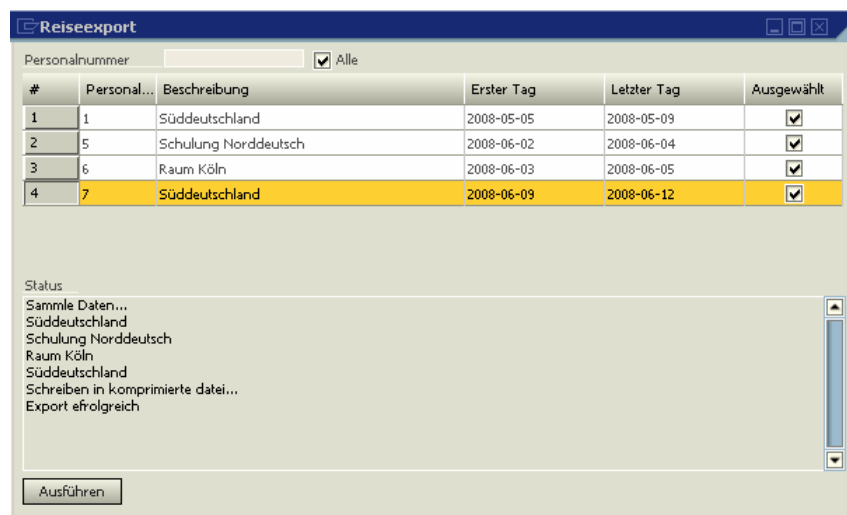 Reiseexport
Personalnummer Alle
# Personal... Beschreibung Erster Tag Letzter Tag Ausgewählt
1 1 Süddeutschland 2008-05-05 2008-05-09
2 5 Schulung Norddeutsch 2008-06-02 2008-06-04
3 6 Raum Köln 2008-06-03 2008-06-05
4 7 Süddeutschland 2008-06-09 2008-06-12
Status
Sammle Daten...
Süddeutschland
Schulung Norddeutsch
Raum Köln
Süddeutschland
Schreiben in komprimierte datei...
Export efrolgreich
Ausführen